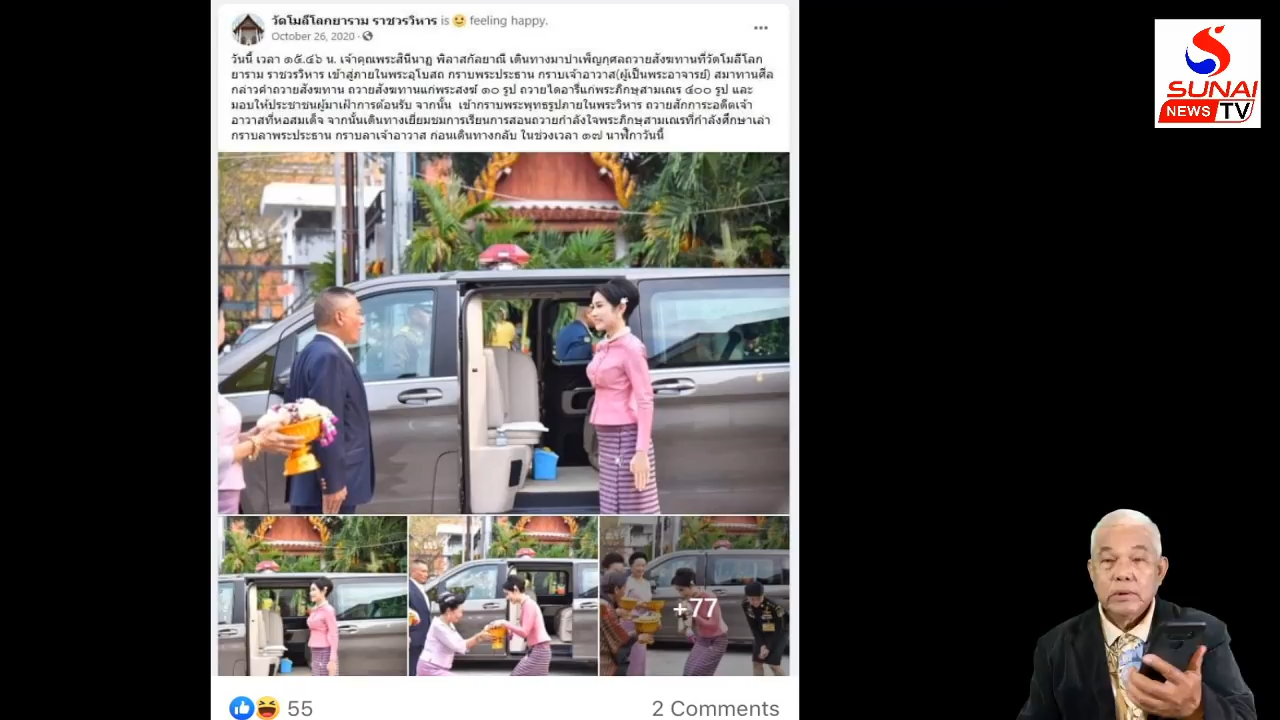 วัดโมลีโลกยาราม ราชวรวิหาร is feeling happy.
October 26, 2020
วันนี้ เวลา ๑๕.๔๖ น. เจ้าคุณพระสินีนาฏ พิลาสกัลยาณี เดินทางมาบำเพ็ญกุศลถวายสังฆทานที่วัดโมลีโลก
ยาราม ราชวรวิหาร เข้าสู่ภายในพระอุโบสถ กราบพระประธาน กราบเจ้าอาวาส(ผู้เป็นพระอาจารย์) สมาทานศีล
กล่าวคำถวายสังฆทาน ถวายสังฆทานแก่พระสงฆ์ ๑๐ รูป ถวายไดอารี่แก่พระภิกษุสามเณร ๔๐๐ รูป และ
มอบให้ประชาชนผู้มาเฝ้าการต้อนรับ จากนั้น เข้ากราบพระพุทธรูปภายในพระวิหาร ถวายสักการะอดีตเจ้า
อาวาสที่หอสมเด็จ จากนั้นเดินทางเยี่ยมชมการเรียนการสอนถวายกำลังใจพระภิกษุสามเณรที่กำลังศึกษาเล่า
กราบลาพระประธาน กราบลาเจ้าอาวาส ก่อนเดินทางกลับ ในช่วงเวลา ๑๗ นาฬิกาวันนี้
+77
55
2 Comments
SUNAI
NEWS TV